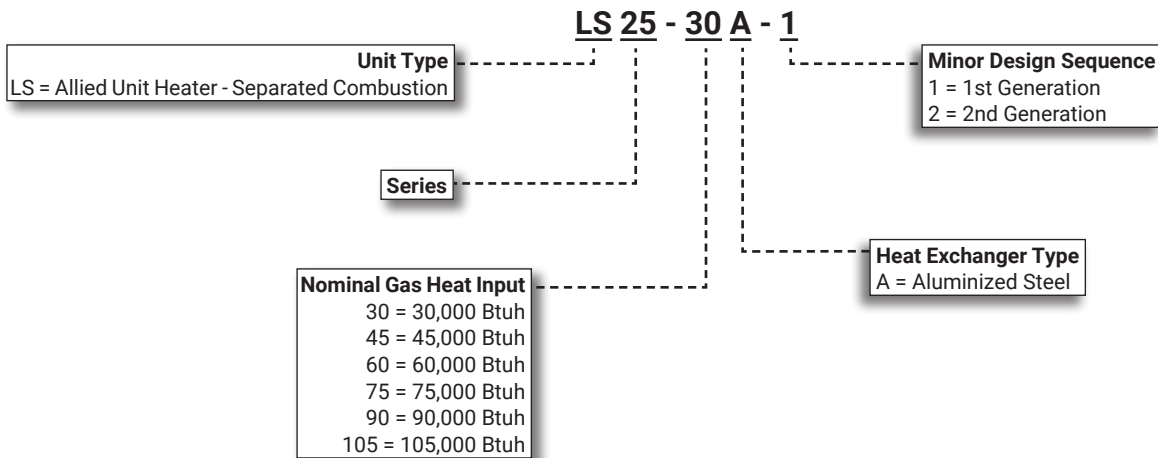 LS 25 - 30 A - 1
Unit Type
LS = Allied Unit Heater - Separated Combustion
Minor Design Sequence
1 = 1st Generation
2 = 2nd Generation
Series
Heat Exchanger Type
A = Aluminized Steel
Nominal Gas Heat Input
30 = 30,000 Btuh
45 = 45,000 Btuh
60 = 60,000 Btuh
75 = 75,000 Btuh
90 = 90,000 Btuh
105 = 105,000 Btuh